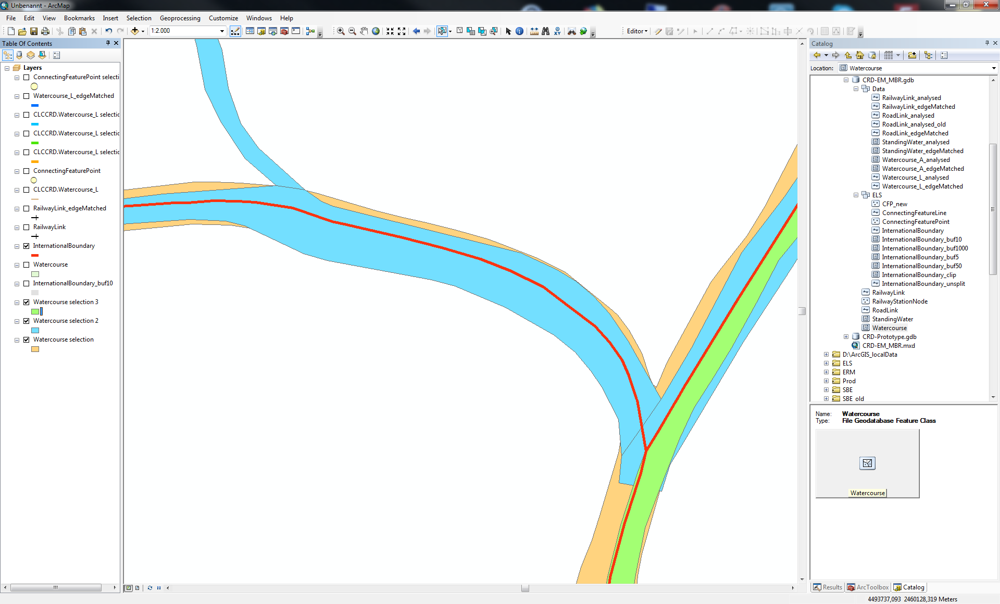 Unbenannt - ArcMap
File Edit View Bookmarks Insert Selection Geoprocessing Customize Windows Help
1:2.000
Editor
Table Of Contents
Layers
ConnectingFeaturePoint selecti
Watercourse_L_edgeMatched
CLCCRD.Watercourse_L selectic
CLCCRD.Watercourse_L selectic
CLCCRD.Watercourse_L selectic
ConnectingFeaturePoint
CLCCRD.Watercourse_L
RailwayLink_edgeMatched
RailwayLink
InternationalBoundary
Watercourse
InternationalBoundary_buf10
Watercourse selection 3
Watercourse selection 2
Watercourse selection
Catalog
Location: Watercourse
CRD-EM_MBR.gdb
Data
RailwayLink_analysed
RailwayLink_edgeMatched
RoadLink_analysed
RoadLink_analysed_old
RoadLink_edgeMatched
StandingWater_analysed
StandingWater_edgeMatched
Watercourse_A_analysed
Watercourse_A_edgeMatched
Watercourse_L_analysed
Watercourse_L_edgeMatched
ELS
CFP_new
ConnectingFeatureLine
ConnectingFeaturePoint
InternationalBoundary
InternationalBoundary_buf10
InternationalBoundary_buf1000
InternationalBoundary_buf5
InternationalBoundary_buf50
InternationalBoundary_clip
InternationalBoundary_unsplit
RailwayLink
RailwayStationNode
RoadLink
StandingWater
Watercourse
CRD-Prototype.gdb
CRD-EM_MBR.mxd
D:\ArcGIS_localData
ELS
ERM
Prod
SBE
SBE_old
Name: Watercourse
Type: File Geodatabase Feature Class
Watercourse
Results ArcToolbox Catalog
4493737,093 2460128,319 Meters